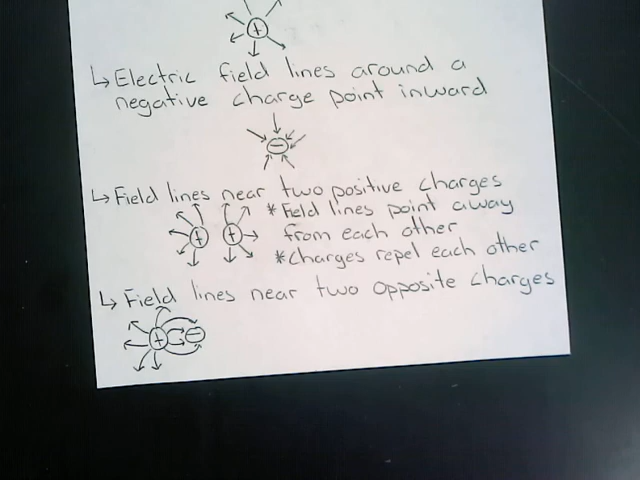 +
↳ Electric field lines around a
negative charge point inward
−
↳ Field lines near two positive charges
+ + * Field lines point away
from each other
* Charges repel each other
↳ Field lines near two opposite charges
+ −